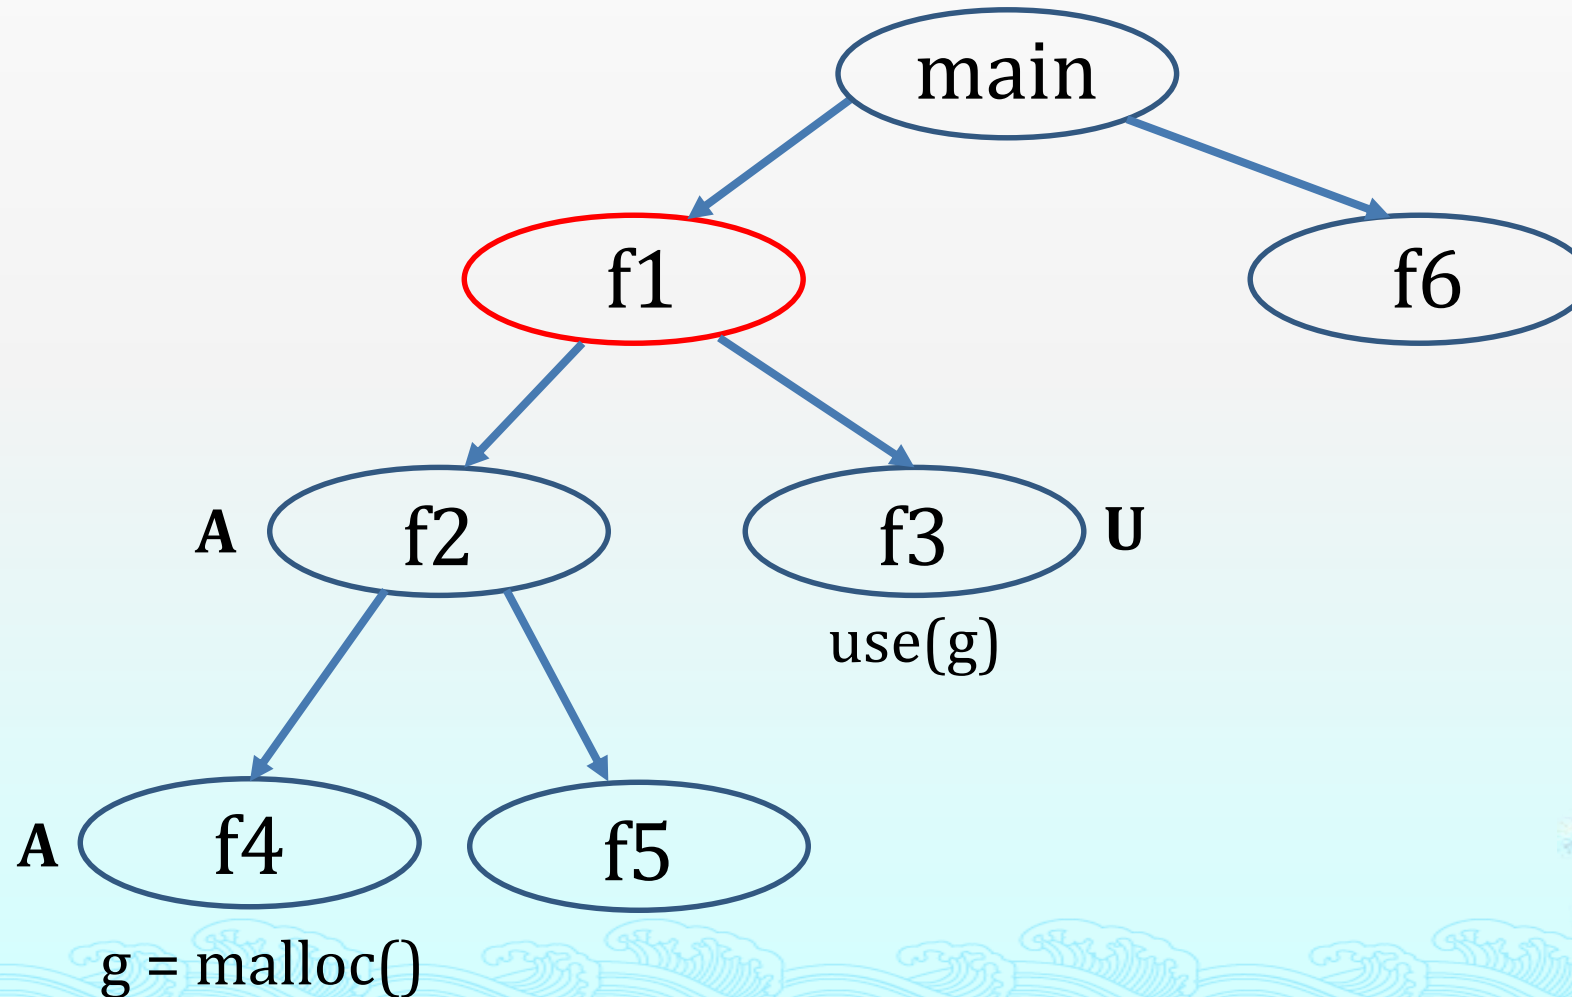 main
f1
f6
A
f2
f3
U
use(g)
A
f4
f5
g = malloc()